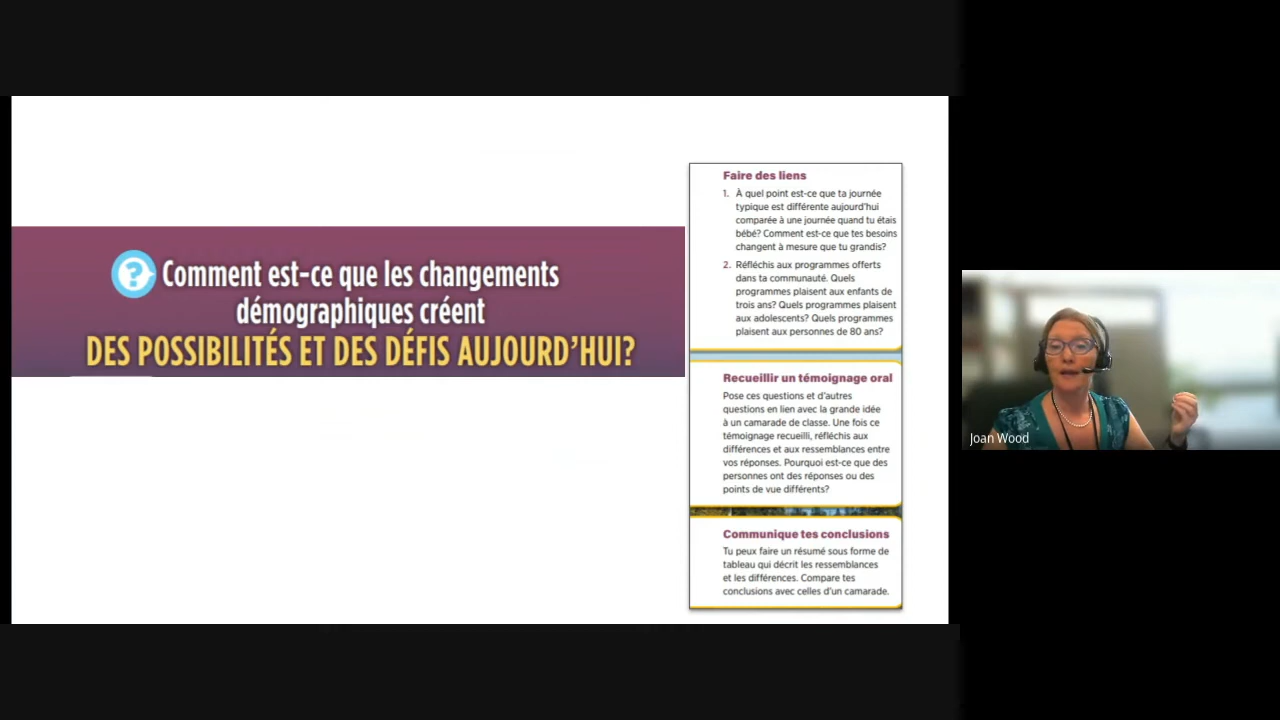 Comment est-ce que les changements
démographiques créent
DES POSSIBILITÉS ET DES DÉFIS AUJOURD'HUI?
Faire des liens
1. À quel point est-ce que ta journée
typique est différente aujourd'hui
comparée à une journée quand tu étais
bébé? Comment est-ce que tes besoins
changent à mesure que tu grandis?
2. Réfléchis aux programmes offerts
dans ta communauté. Quels
programmes plaisent aux enfants de
trois ans? Quels programmes plaisent
aux adolescents? Quels programmes
plaisent aux personnes de 80 ans?
Recueillir un témoignage oral
Pose ces questions et d'autres
questions en lien avec la grande idée
à un camarade de classe. Une fois ce
témoignage recueilli, réfléchis aux
différences et aux ressemblances entre
vos réponses. Pourquoi est-ce que des
personnes ont des réponses ou des
points de vue différents?
Communique tes conclusions
Tu peux faire un résumé sous forme de
tableau qui décrit les ressemblances
et les différences. Compare tes
conclusions avec celles d'un camarade.
Joan Wood